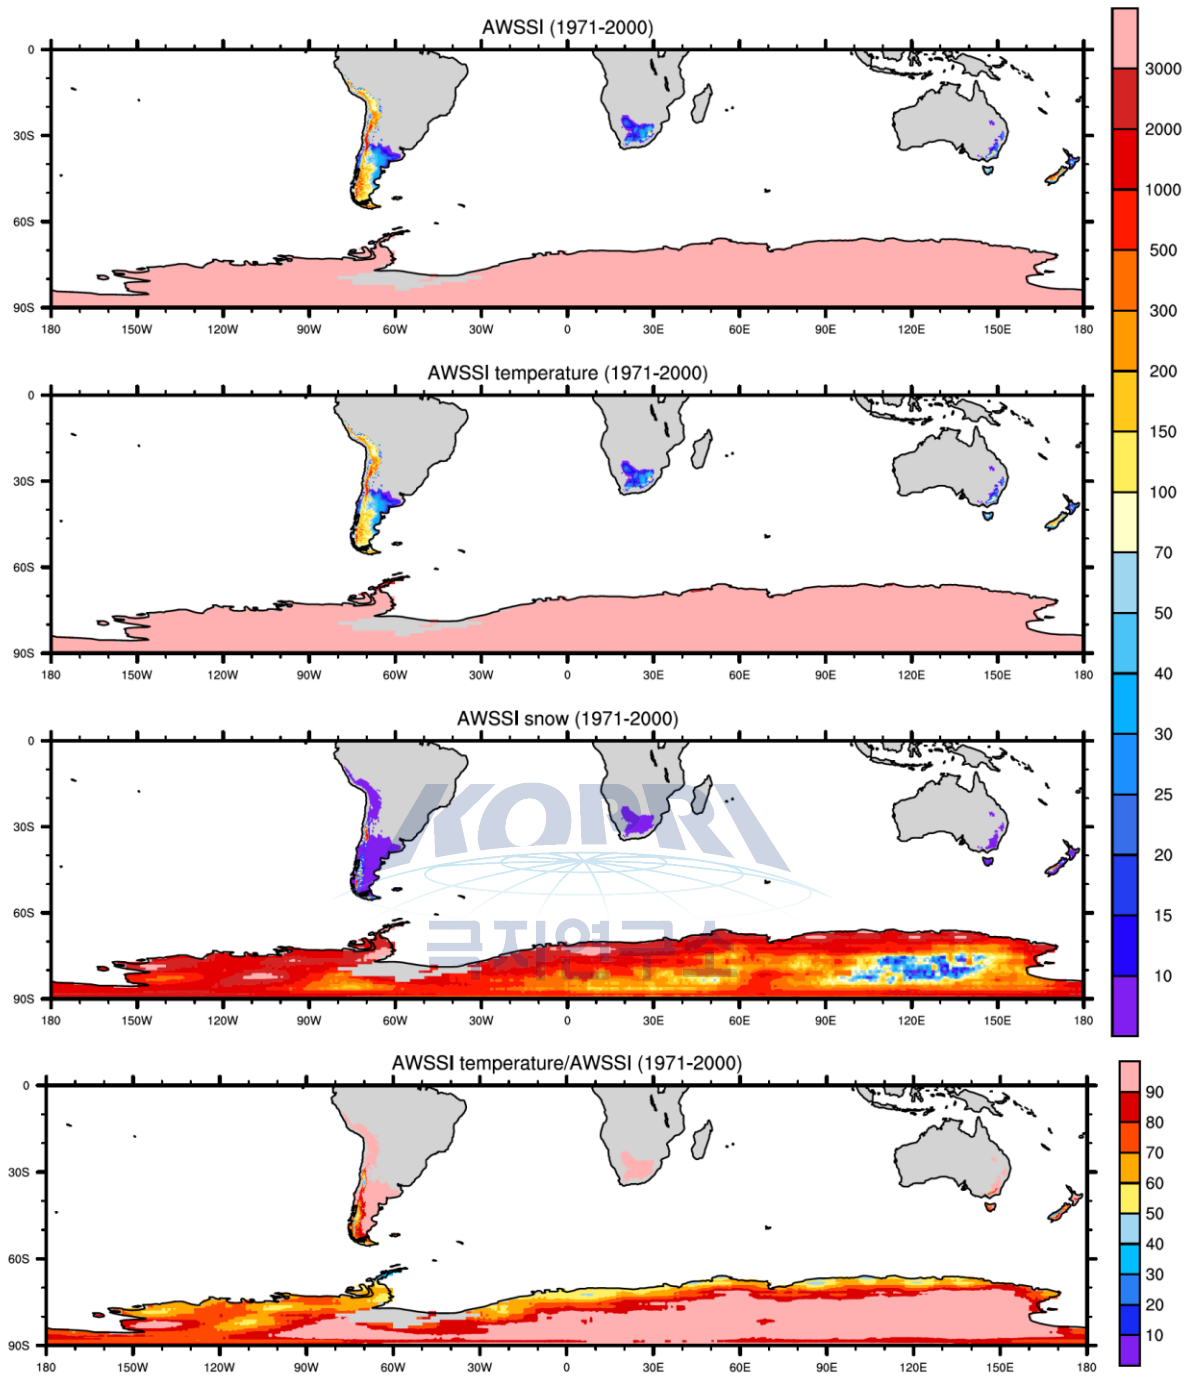 AWSSI (1971-2000)
0
30S
60S
90S
180 150W 120W 90W 60W 30W 0 30E 60E 90E 120E 150E 180
AWSSI temperature (1971-2000)
0
30S
60S
90S
180 150W 120W 90W 60W 30W 0 30E 60E 90E 120E 150E 180
AWSSI snow (1971-2000)
0
30S
60S
90S
180 150W 120W 90W 60W 30W 0 30E 60E 90E 120E 150E 180
KOPRI
극지연구소
3000
2000
1000
500
300
200
150
100
70
50
40
30
25
20
15
10
AWSSI temperature/AWSSI (1971-2000)
0
30S
60S
90S
180 150W 120W 90W 60W 30W 0 30E 60E 90E 120E 150E 180
90
80
70
60
50
40
30
20
10